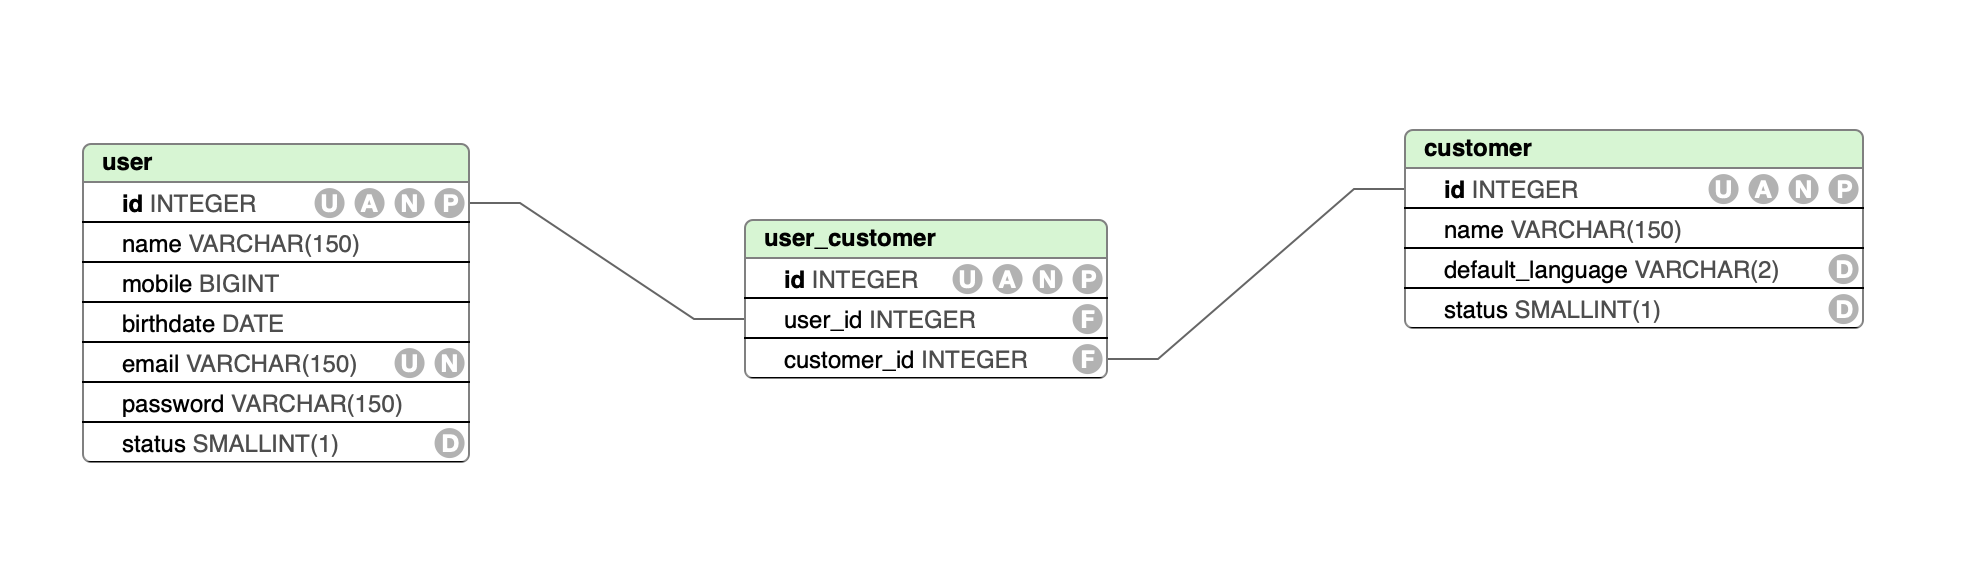 user
id INTEGER U A N P
name VARCHAR(150)
mobile BIGINT
birthdate DATE
email VARCHAR(150) U N
password VARCHAR(150)
status SMALLINT(1) D
user_customer
id INTEGER U A N P
user_id INTEGER F
customer_id INTEGER F
customer
id INTEGER U A N P
name VARCHAR(150)
default_language VARCHAR(2) D
status SMALLINT(1) D